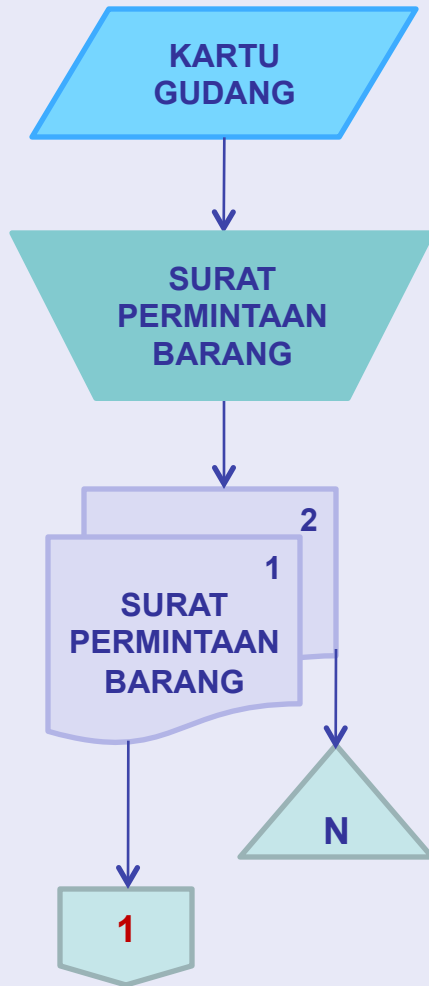 KARTU
GUDANG
SURAT
PERMINTAAN
BARANG
2
1
SURAT
PERMINTAAN
BARANG
N
1